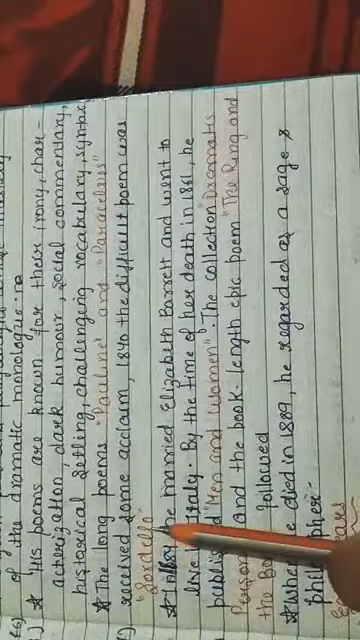 of the dramatic monologue.
* His poems are known for their irony, char-
acterization, dark humour, social commentary,
historical setting, challenging vocabulary, syntax
* The long poems "Pauline" and "Paracelsus"
received some acclaim, 1840 the difficult poem was
"Sordello"
married Elizabeth Barrett and went to
live Italy. By the time of her death in 1861, he
"Men and Women". The collection Dramatis
Person and the book-length epic poem "The Ring and
the followed
* when he died in 1889, he regarded as a sage &
philosopher